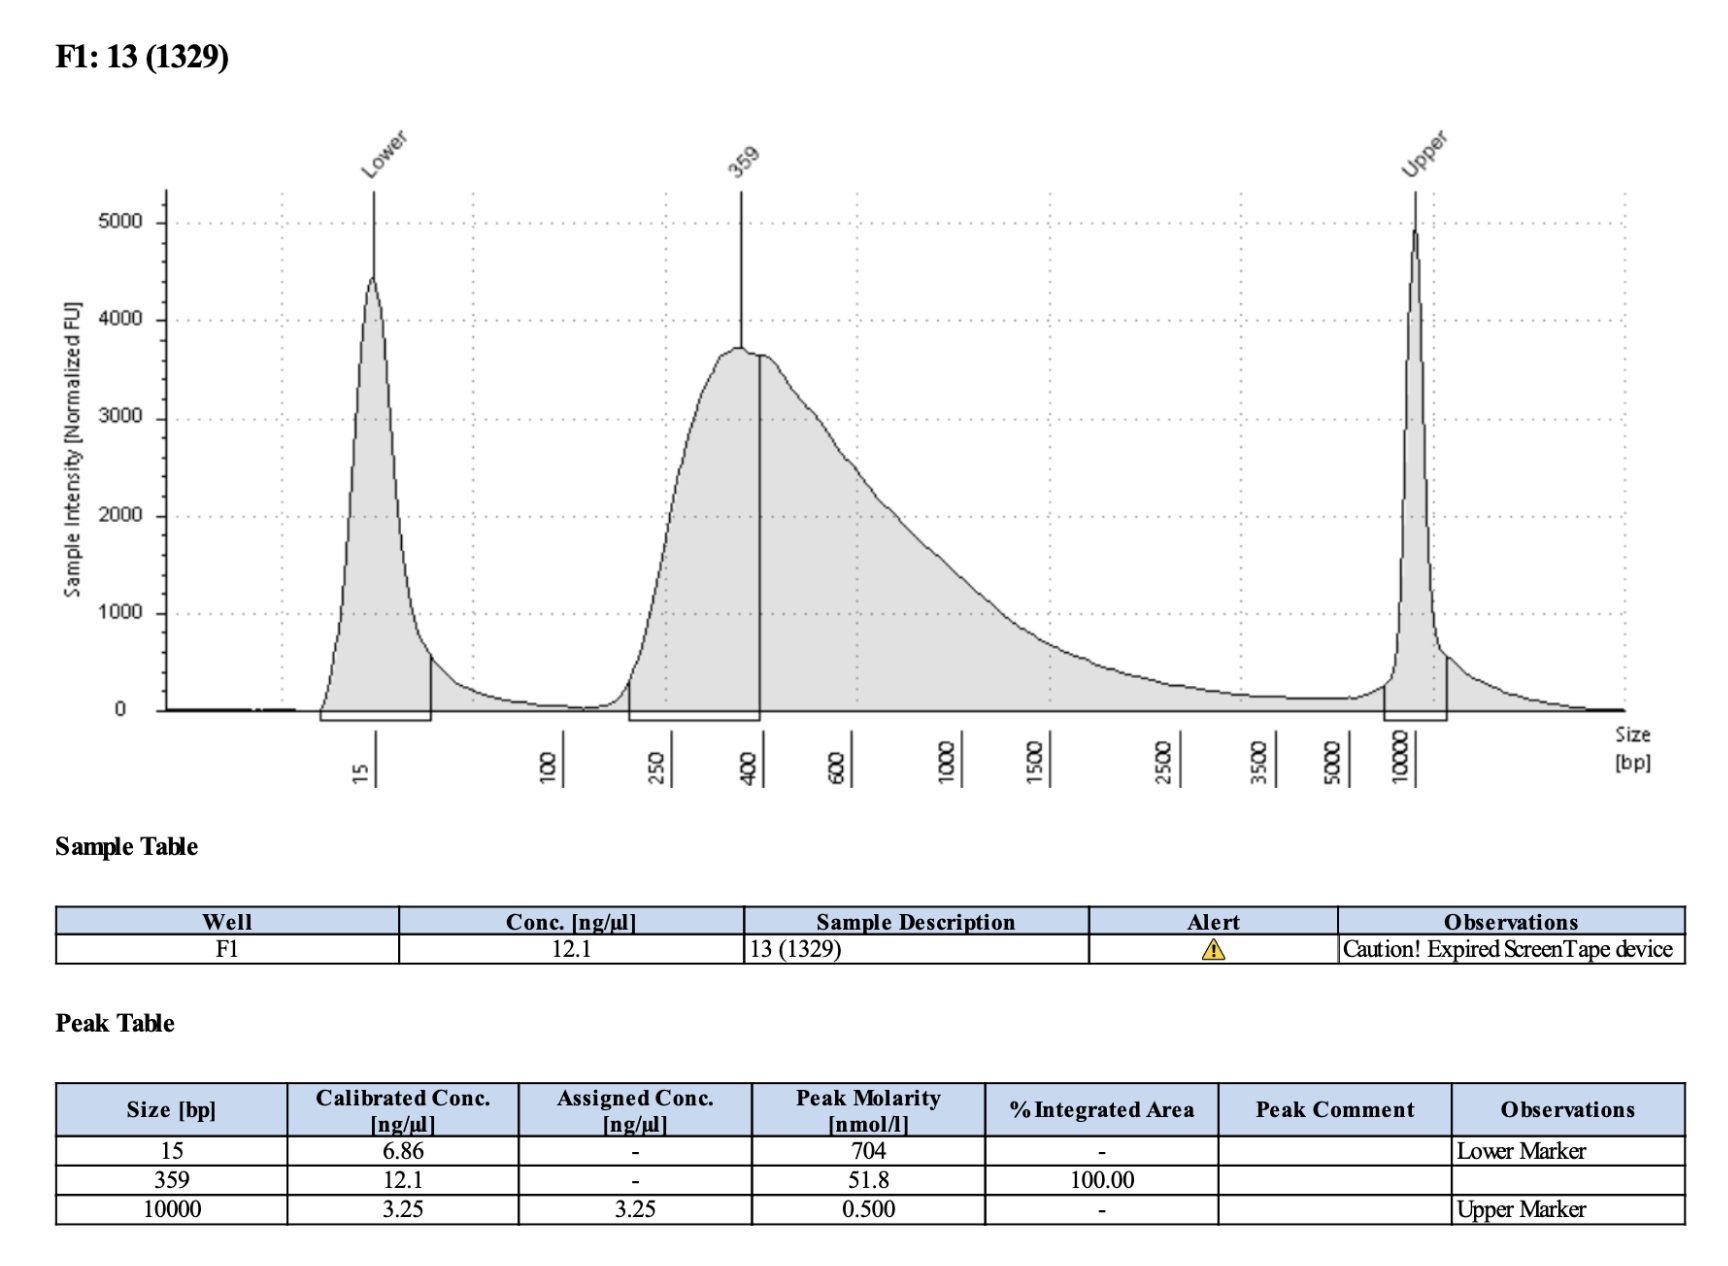 F1: 13 (1329)
Lower
359
Upper
5000
4000
3000
2000
1000
0
Sample Intensity [Normalized FU]
15
100
250
400
600
1000
1500
2500
3500
5000
10000
Size
[bp]
Sample Table
Well Conc. [ng/µl] Sample Description Alert Observations
F1 12.1 13 (1329) Caution! Expired ScreenTape device
Peak Table
Size [bp] Calibrated Conc. [ng/µl] Assigned Conc. [ng/µl] Peak Molarity [nmol/l] % Integrated Area Peak Comment Observations
15 6.86 - 704 - Lower Marker
359 12.1 - 51.8 100.00
10000 3.25 3.25 0.500 - Upper Marker